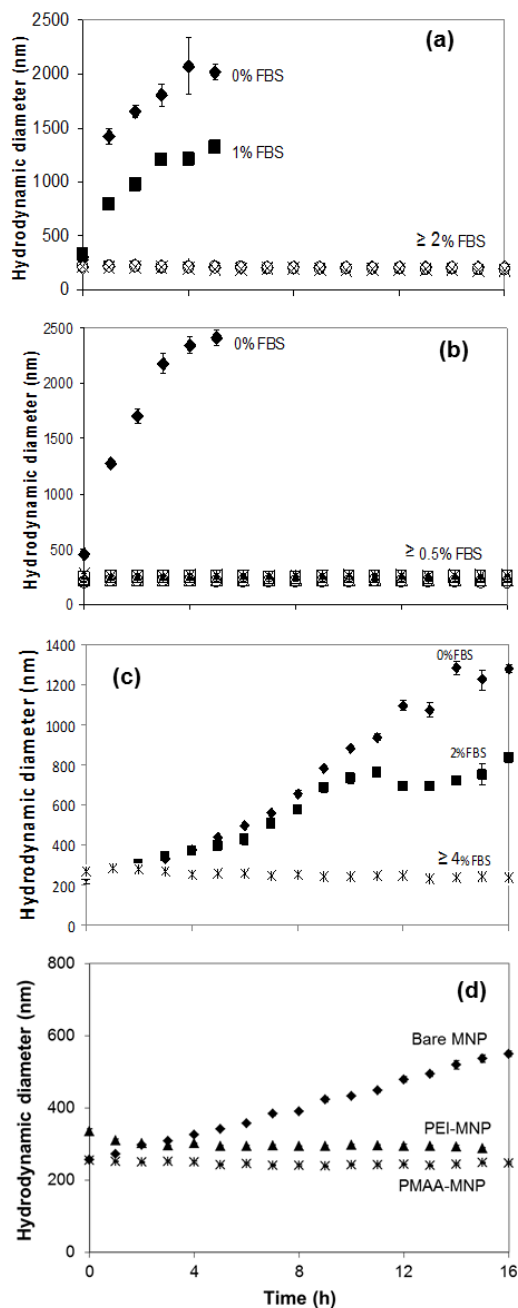 (a)
Hydrodynamic diameter (nm)
2500
2000
1500
1000
500
0
0% FBS
1% FBS
≥ 2% FBS
(b)
Hydrodynamic diameter (nm)
2500
2000
1500
1000
500
0
0% FBS
≥ 0.5% FBS
(c)
Hydrodynamic diameter (nm)
1400
1200
1000
800
600
400
200
0
0%FBS
2%FBS
≥ 4%FBS
(d)
Hydrodynamic diameter (nm)
800
600
400
200
0
Bare MNP
PEI-MNP
PMAA-MNP
0 4 8 12 16
Time (h)